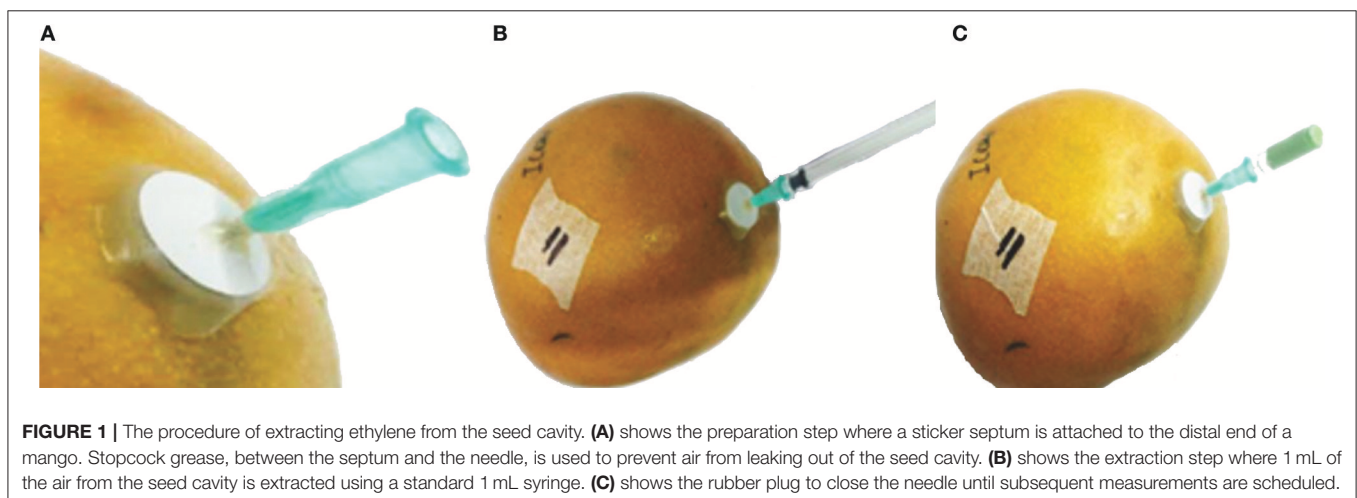 A
B
C
FIGURE 1 | The procedure of extracting ethylene from the seed cavity. (A) shows the preparation step where a sticker septum is attached to the distal end of a
mango. Stopcock grease, between the septum and the needle, is used to prevent air from leaking out of the seed cavity. (B) shows the extraction step where 1 mL of
the air from the seed cavity is extracted using a standard 1 mL syringe. (C) shows the rubber plug to close the needle until subsequent measurements are scheduled.